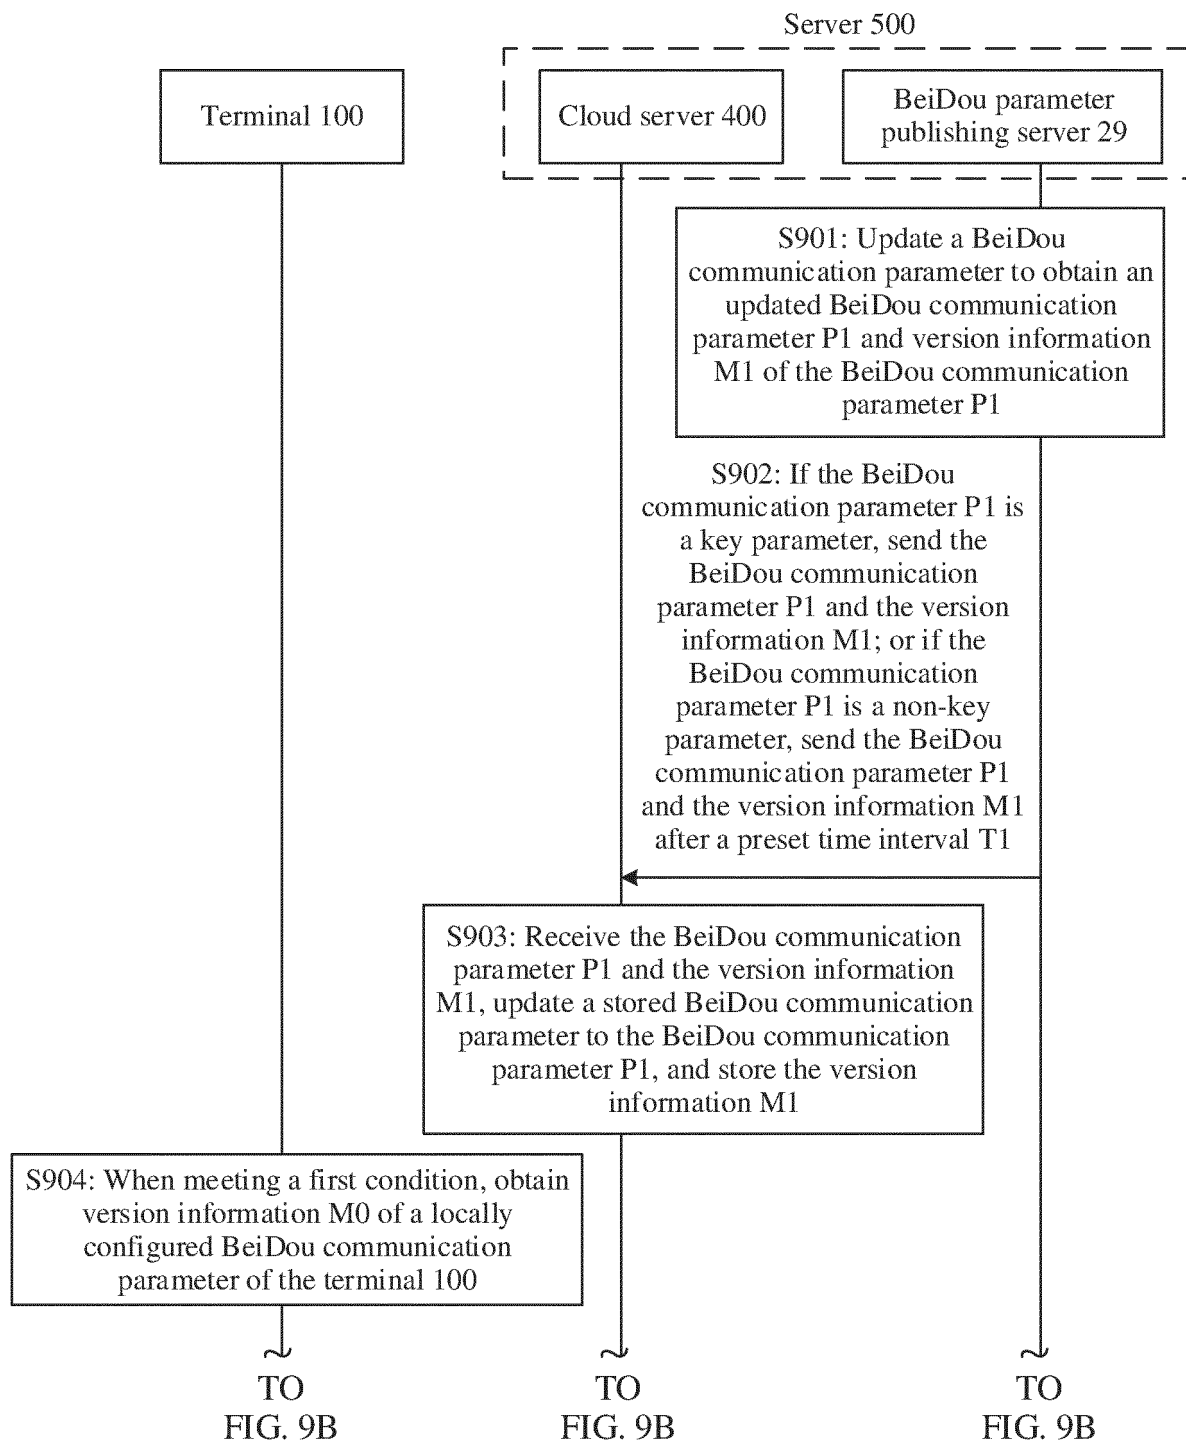 Server 500
Terminal 100
Cloud server 400
BeiDou parameter
publishing server 29
S901: Update a BeiDou
communication parameter to obtain an
updated BeiDou communication
parameter P1 and version information
M1 of the BeiDou communication
parameter P1
S902: If the BeiDou
communication parameter P1 is
a key parameter, send the
BeiDou communication
parameter P1 and the version
information M1; or if the
BeiDou communication
parameter P1 is a non-key
parameter, send the BeiDou
communication parameter P1
and the version information M1
after a preset time interval T1
S903: Receive the BeiDou communication
parameter P1 and the version information
M1, update a stored BeiDou communication
parameter to the BeiDou communication
parameter P1, and store the version
information M1
S904: When meeting a first condition, obtain
version information M0 of a locally
configured BeiDou communication
parameter of the terminal 100
TO
FIG. 9B
TO
FIG. 9B
TO
FIG. 9B